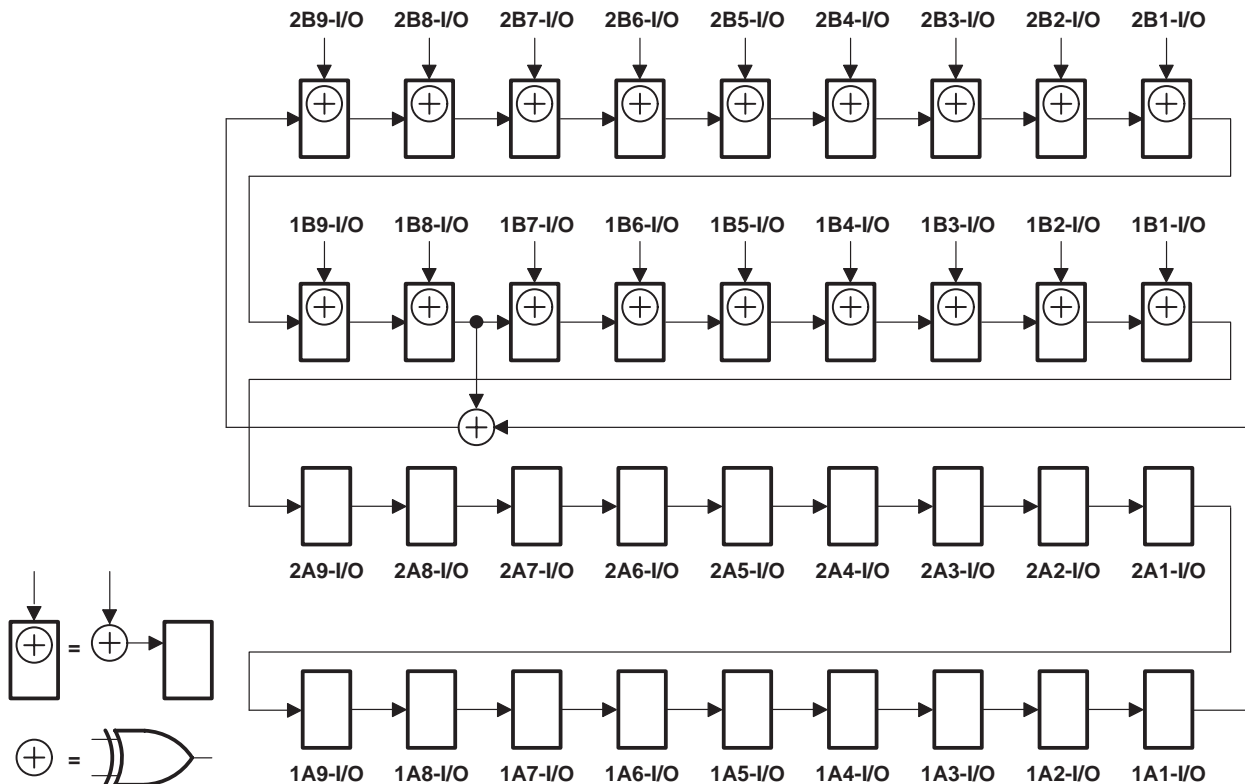 2B9-I/O 2B8-I/O 2B7-I/O 2B6-I/O 2B5-I/O 2B4-I/O 2B3-I/O 2B2-I/O 2B1-I/O
1B9-I/O 1B8-I/O 1B7-I/O 1B6-I/O 1B5-I/O 1B4-I/O 1B3-I/O 1B2-I/O 1B1-I/O
2A9-I/O 2A8-I/O 2A7-I/O 2A6-I/O 2A5-I/O 2A4-I/O 2A3-I/O 2A2-I/O 2A1-I/O
=
=
1A9-I/O 1A8-I/O 1A7-I/O 1A6-I/O 1A5-I/O 1A4-I/O 1A3-I/O 1A2-I/O 1A1-I/O